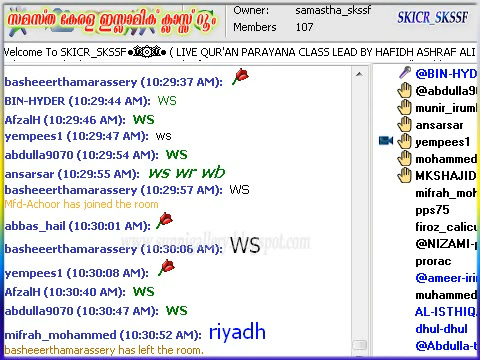 സമസ്ത കേരള ഇസ്ലാമിക് ക്ലാസ്സ് റൂം
Owner: samastha_skssf
Members 107
SKICR_SKSSF
Welcome To SKICR_SKSSF ( LIVE QUR'AN PARAYANA CLASS LEAD BY HAFIDH ASHRAF ALI
basheeerthamarassery (10:29:37 AM):
BIN-HYDER (10:29:44 AM): WS
AfzalH (10:29:46 AM): WS
yempees1 (10:29:47 AM): ws
abdulla9070 (10:29:54 AM): WS
ansarsar (10:29:55 AM): ws wr wb
basheeerthamarassery (10:29:57 AM): WS
Mfd-Achoor has joined the room
abbas_hail (10:30:01 AM):
basheeerthamarassery (10:30:06 AM): WS
yempees1 (10:30:08 AM):
AfzalH (10:30:40 AM): WS
abdulla9070 (10:30:47 AM): WS
mifrah_mohammed (10:30:52 AM): riyadh
basheeerthamarassery has left the room.
@BIN-HYD
@abdulla90
munir_irumb
ansarsar
yempees1
mohammed
MKSHAJID
mifrah_moh
pps75
firoz_calicu
@NIZAMI-p
prorac
@ameer-iri
muhammed
AL-ISTHIQ
dhul-dhul
@Abdulla-t